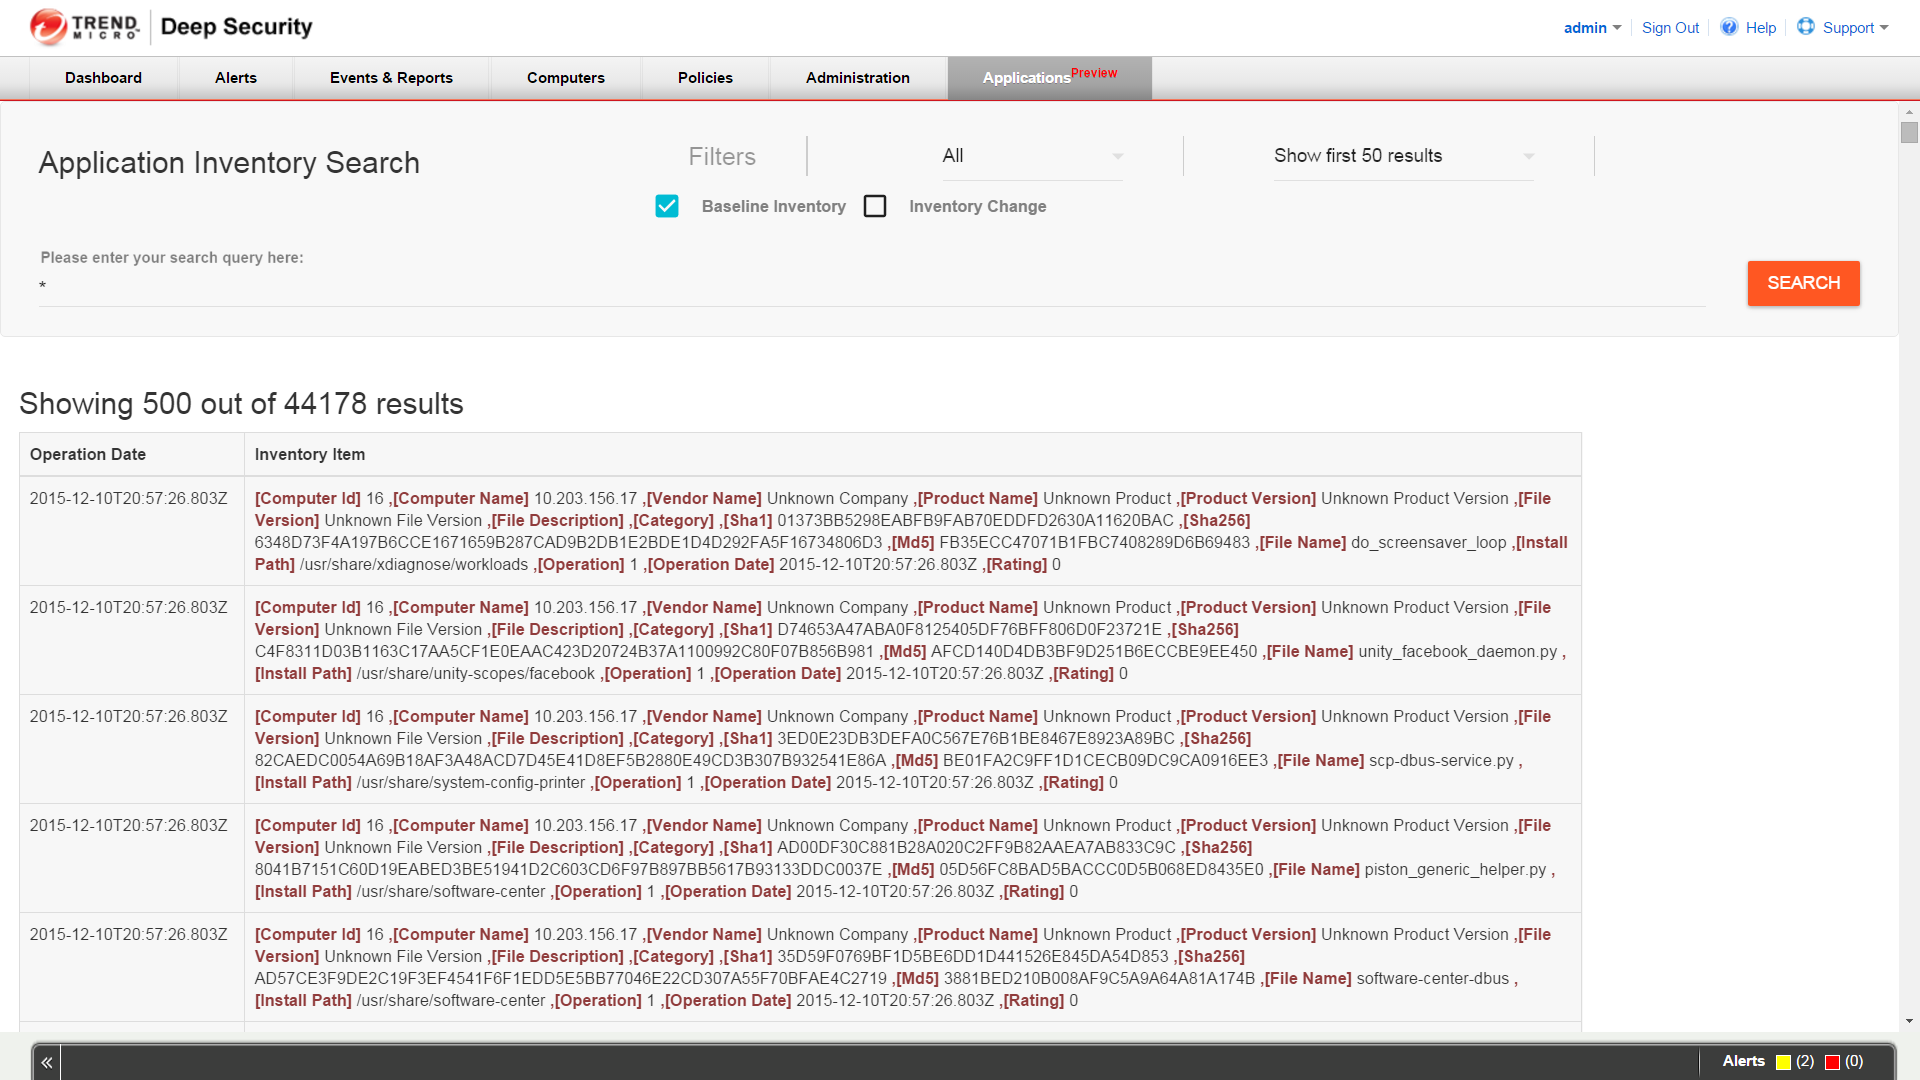 TREND MICRO Deep Security
admin Sign Out Help Support
Dashboard Alerts Events & Reports Computers Policies Administration Applications Preview
Application Inventory Search
Filters All Show first 50 results
Baseline Inventory Inventory Change
Please enter your search query here:
*
SEARCH
Showing 500 out of 44178 results
Operation Date Inventory Item
2015-12-10T20:57:26.803Z [Computer Id] 16 ,[Computer Name] 10.203.156.17 ,[Vendor Name] Unknown Company ,[Product Name] Unknown Product ,[Product Version] Unknown Product Version ,[File
Version] Unknown File Version ,[File Description] ,[Category] ,[Sha1] 01373BB5298EABFB9FAB70EDDFD2630A11620BAC ,[Sha256]
6348D73F4A197B6CCE1671659B287CAD9B2DB1E2BDE1D4D292FA5F16734806D3 ,[Md5] FB35ECC47071B1FBC7408289D6B69483 ,[File Name] do_screensaver_loop ,[Install
Path] /usr/share/xdiagnose/workloads ,[Operation] 1 ,[Operation Date] 2015-12-10T20:57:26.803Z ,[Rating] 0
2015-12-10T20:57:26.803Z [Computer Id] 16 ,[Computer Name] 10.203.156.17 ,[Vendor Name] Unknown Company ,[Product Name] Unknown Product ,[Product Version] Unknown Product Version ,[File
Version] Unknown File Version ,[File Description] ,[Category] ,[Sha1] D74653A47ABA0F8125405DF76BFF806D0F23721E ,[Sha256]
C4F8311D03B1163C17AA5CF1E0EAAC423D20724B37A1100992C80F07B856B981 ,[Md5] AFCD140D4DB3BF9D251B6ECCBE9EE450 ,[File Name] unity_facebook_daemon.py ,
[Install Path] /usr/share/unity-scopes/facebook ,[Operation] 1 ,[Operation Date] 2015-12-10T20:57:26.803Z ,[Rating] 0
2015-12-10T20:57:26.803Z [Computer Id] 16 ,[Computer Name] 10.203.156.17 ,[Vendor Name] Unknown Company ,[Product Name] Unknown Product ,[Product Version] Unknown Product Version ,[File
Version] Unknown File Version ,[File Description] ,[Category] ,[Sha1] 3ED0E23DB3DEFA0C567E76B1BE8467E8923A89BC ,[Sha256]
82CAEDC0054A69B18AF3A48ACD7D45E41D8EF5B2880E49CD3B307B932541E86A ,[Md5] BE01FA2C9FF1D1CECB09DC9CA0916EE3 ,[File Name] scp-dbus-service.py ,
[Install Path] /usr/share/system-config-printer ,[Operation] 1 ,[Operation Date] 2015-12-10T20:57:26.803Z ,[Rating] 0
2015-12-10T20:57:26.803Z [Computer Id] 16 ,[Computer Name] 10.203.156.17 ,[Vendor Name] Unknown Company ,[Product Name] Unknown Product ,[Product Version] Unknown Product Version ,[File
Version] Unknown File Version ,[File Description] ,[Category] ,[Sha1] AD00DF30C881B28A020C2FF9B82AAEA7AB833C9C ,[Sha256]
8041B7151C60D19EABED3BE51941D2C603CD6F97B897BB5617B93133DDC0037E ,[Md5] 05D56FC8BAD5BACCC0D5B068ED8435E0 ,[File Name] piston_generic_helper.py ,
[Install Path] /usr/share/software-center ,[Operation] 1 ,[Operation Date] 2015-12-10T20:57:26.803Z ,[Rating] 0
2015-12-10T20:57:26.803Z [Computer Id] 16 ,[Computer Name] 10.203.156.17 ,[Vendor Name] Unknown Company ,[Product Name] Unknown Product ,[Product Version] Unknown Product Version ,[File
Version] Unknown File Version ,[File Description] ,[Category] ,[Sha1] 35D59F0769BF1D5BE6DD1D441526E845DA54D853 ,[Sha256]
AD57CE3F9DE2C19F3EF4541F6F1EDD5E5BB77046E22CD307A55F70BFAE4C2719 ,[Md5] 3881BED210B008AF9C5A9A64A81A174B ,[File Name] software-center-dbus ,
[Install Path] /usr/share/software-center ,[Operation] 1 ,[Operation Date] 2015-12-10T20:57:26.803Z ,[Rating] 0
Alerts (2) (0)